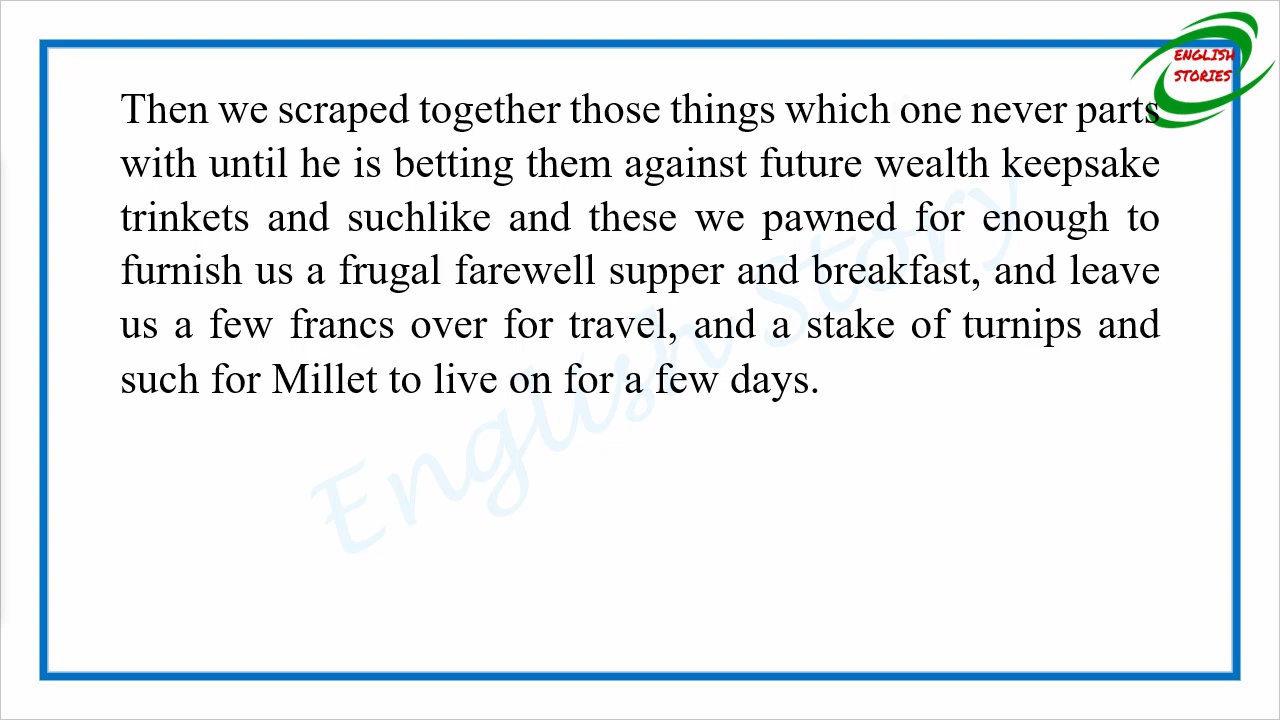 ENGLISH
STORIES
Then we scraped together those things which one never parts
with until he is betting them against future wealth keepsake
trinkets and suchlike and these we pawned for enough to
furnish us a frugal farewell supper and breakfast, and leave
us a few francs over for travel, and a stake of turnips and
such for Millet to live on for a few days.
English Story